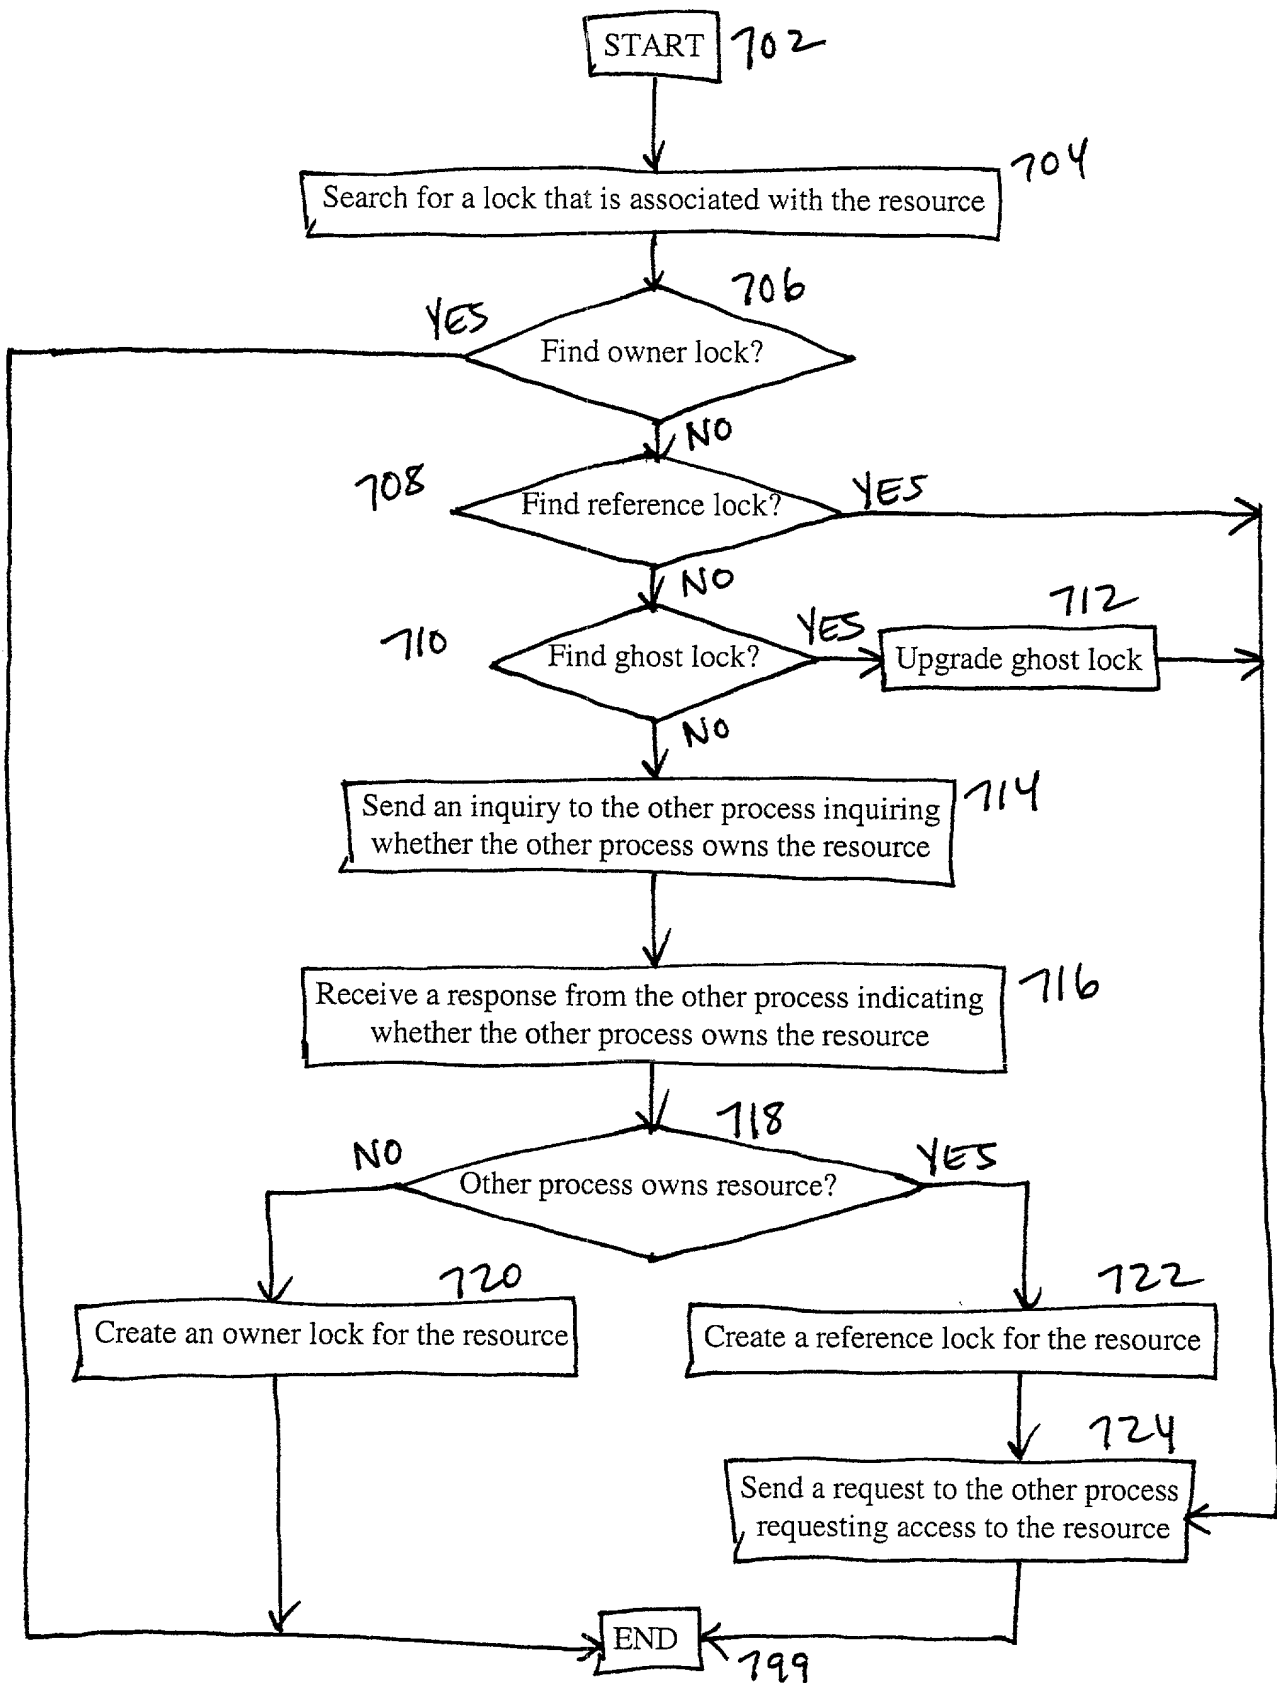 START 702
704
Search for a lock that is associated with the resource
706
YES
Find owner lock?
NO
708
Find reference lock?
YES
NO
712
710
Find ghost lock?
YES
Upgrade ghost lock
NO
714
Send an inquiry to the other process inquiring
whether the other process owns the resource
716
Receive a response from the other process indicating
whether the other process owns the resource
718
NO
YES
Other process owns resource?
720
722
Create an owner lock for the resource
Create a reference lock for the resource
724
Send a request to the other process
requesting access to the resource
END
799